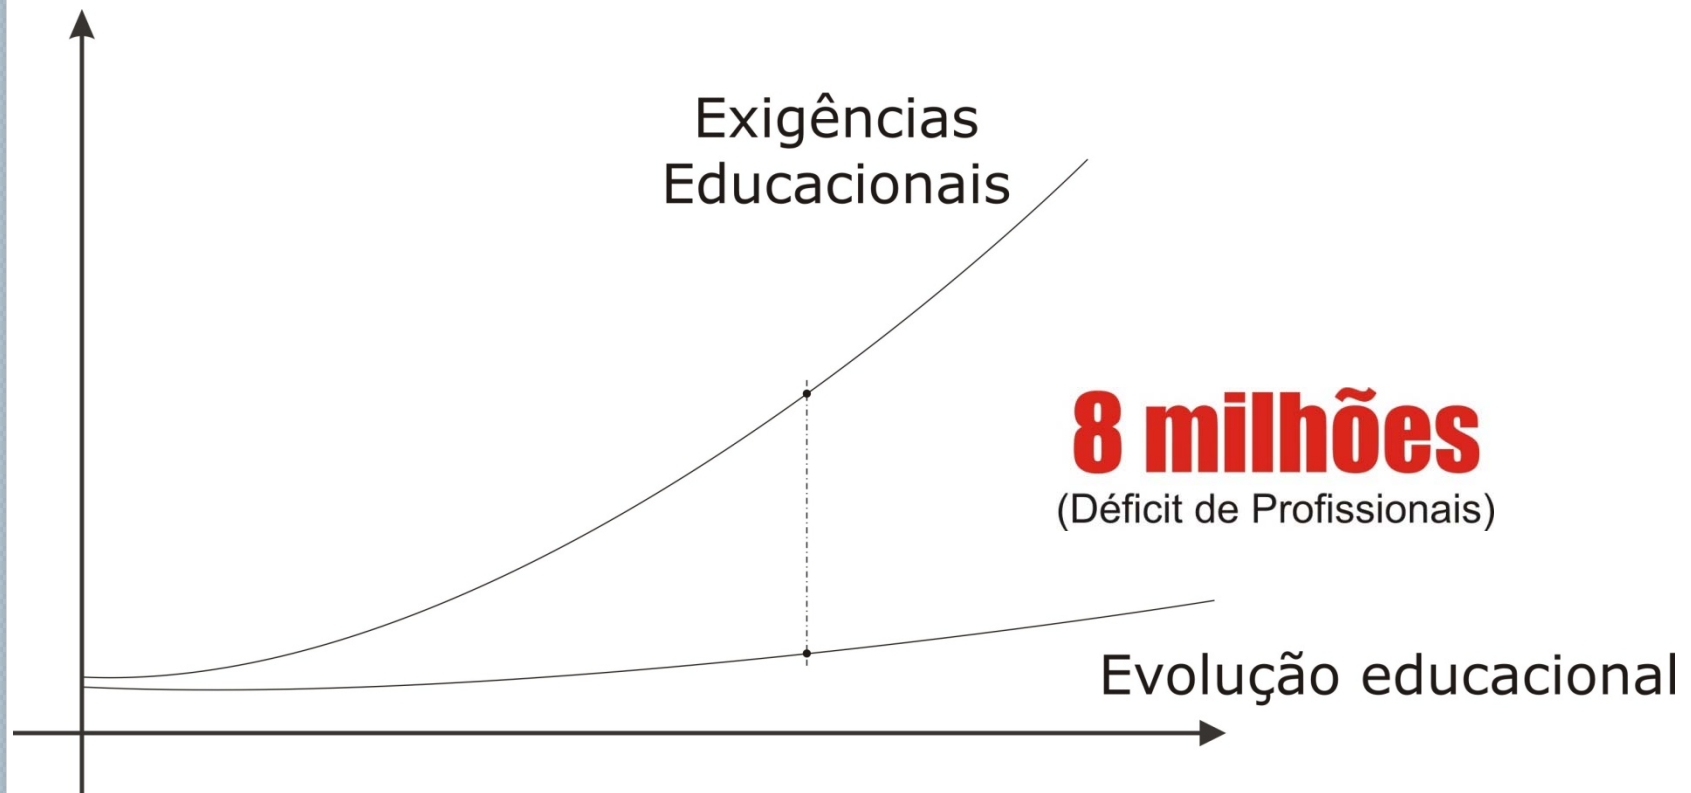 Exigências
Educacionais
8 milhões
(Déficit de Profissionais)
Evolução educacional